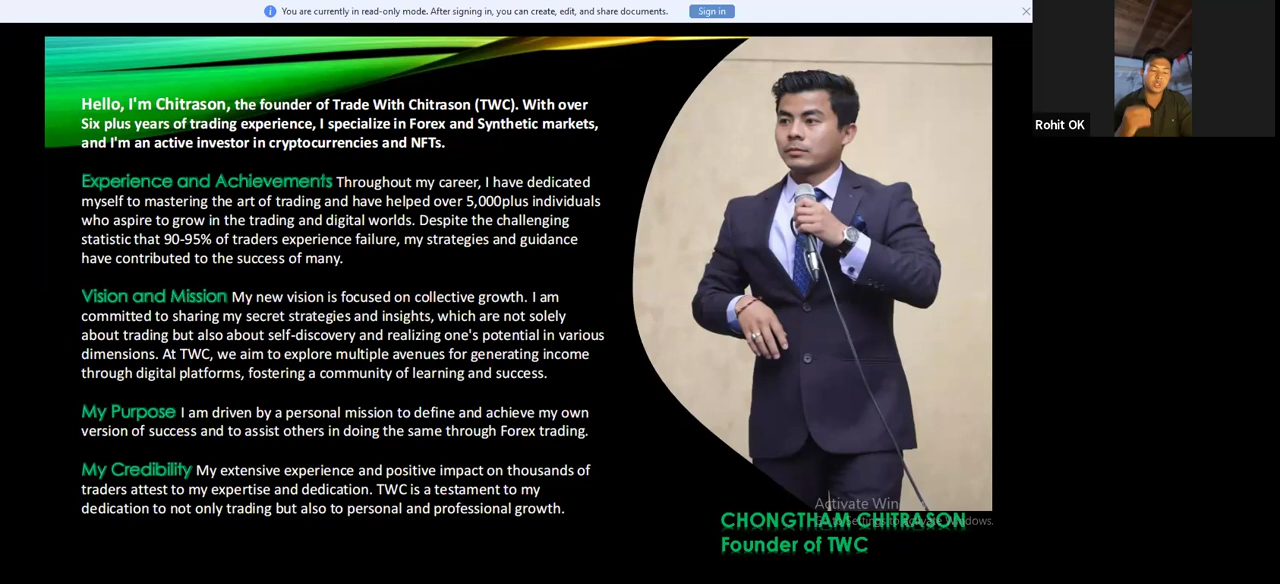 You are currently in read-only mode. After signing in, you can create, edit, and share documents.
Sign in
Hello, I'm Chitrason, the founder of Trade With Chitrason (TWC). With over
Six plus years of trading experience, I specialize in Forex and Synthetic markets,
and I'm an active investor in cryptocurrencies and NFTs.
Experience and Achievements Throughout my career, I have dedicated
myself to mastering the art of trading and have helped over 5,000plus individuals
who aspire to grow in the trading and digital worlds. Despite the challenging
statistic that 90-95% of traders experience failure, my strategies and guidance
have contributed to the success of many.
Vision and Mission My new vision is focused on collective growth. I am
committed to sharing my secret strategies and insights, which are not solely
about trading but also about self-discovery and realizing one's potential in various
dimensions. At TWC, we aim to explore multiple avenues for generating income
through digital platforms, fostering a community of learning and success.
My Purpose I am driven by a personal mission to define and achieve my own
version of success and to assist others in doing the same through Forex trading.
My Credibility My extensive experience and positive impact on thousands of
traders attest to my expertise and dedication. TWC is a testament to my
dedication to not only trading but also to personal and professional growth.
Rohit OK
Activate Win
CHONGTHAM CHITRASON
Founder of TWC